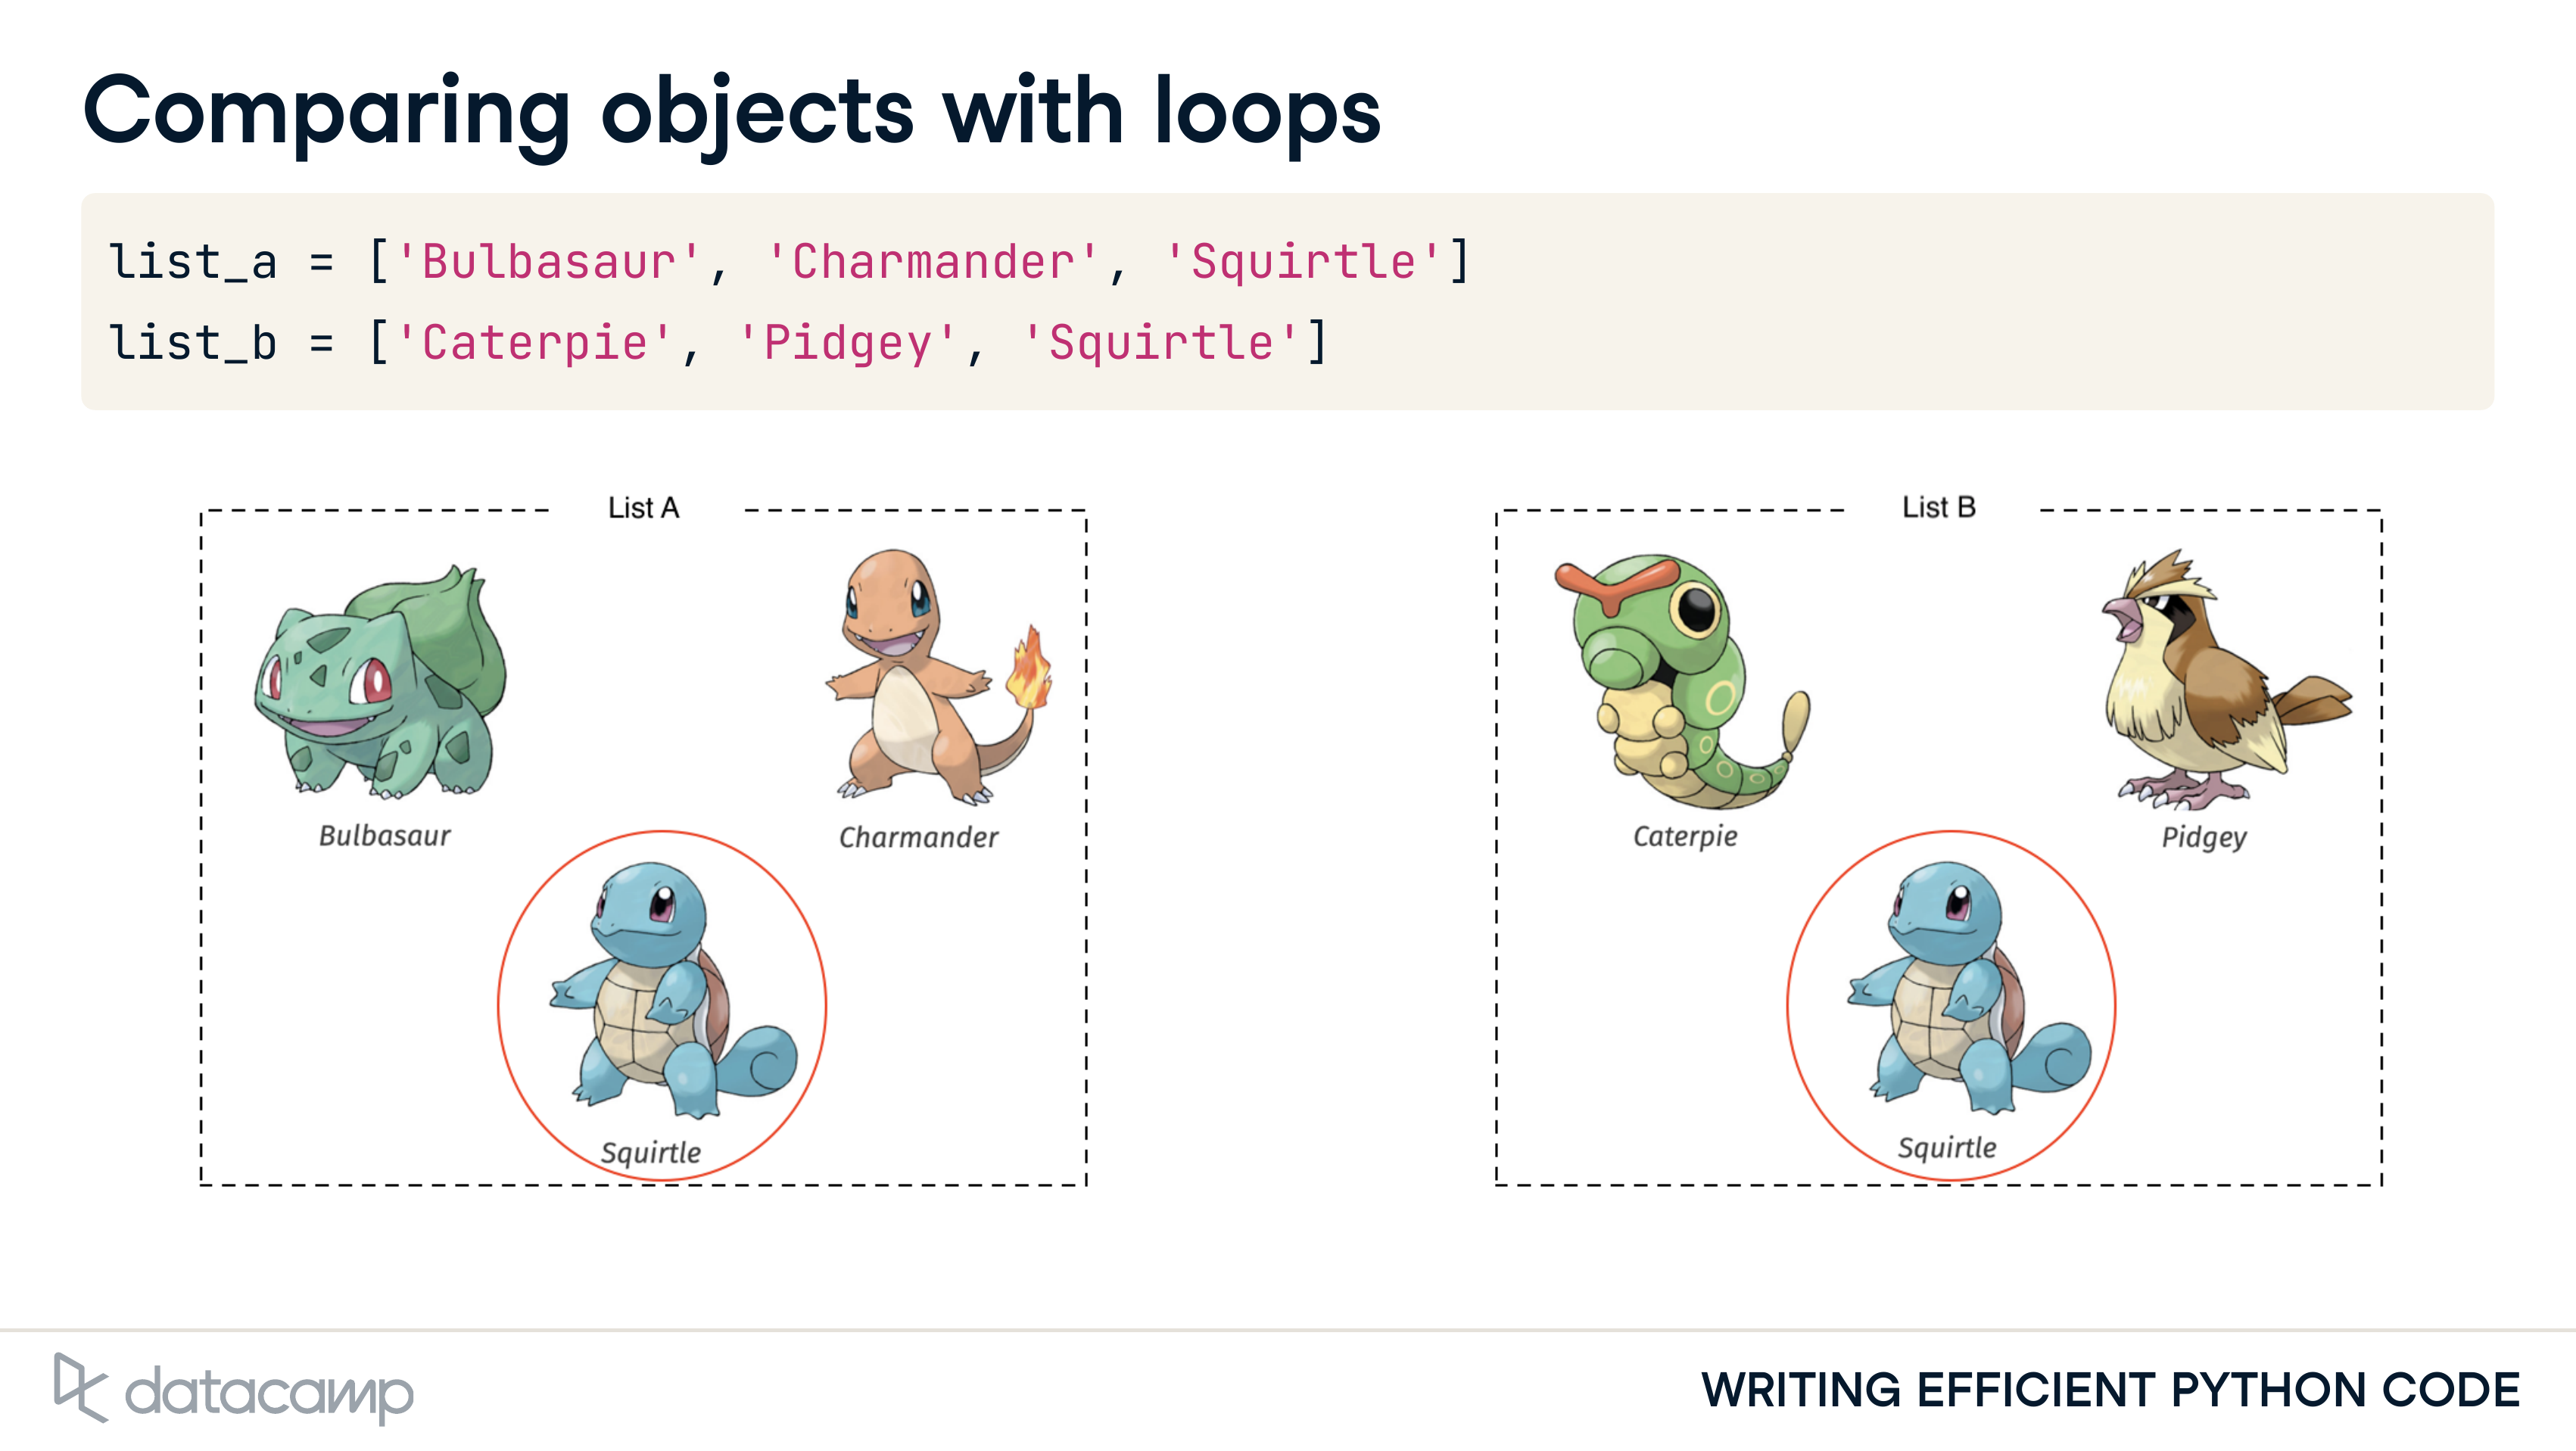 Comparing objects with loops
list_a = ['Bulbasaur', 'Charmander', 'Squirtle']
list_b = ['Caterpie', 'Pidgey', 'Squirtle']
List A
Bulbasaur
Charmander
Squirtle
List B
Caterpie
Pidgey
Squirtle
datacamp
WRITING EFFICIENT PYTHON CODE